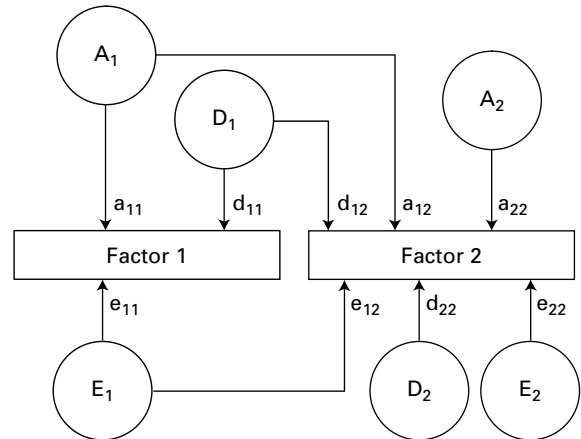 A₁
D₁
A₂
a₁₁
d₁₁
d₁₂
a₁₂
a₂₂
Factor 1
Factor 2
e₁₁
e₁₂
d₂₂
e₂₂
E₁
D₂
E₂